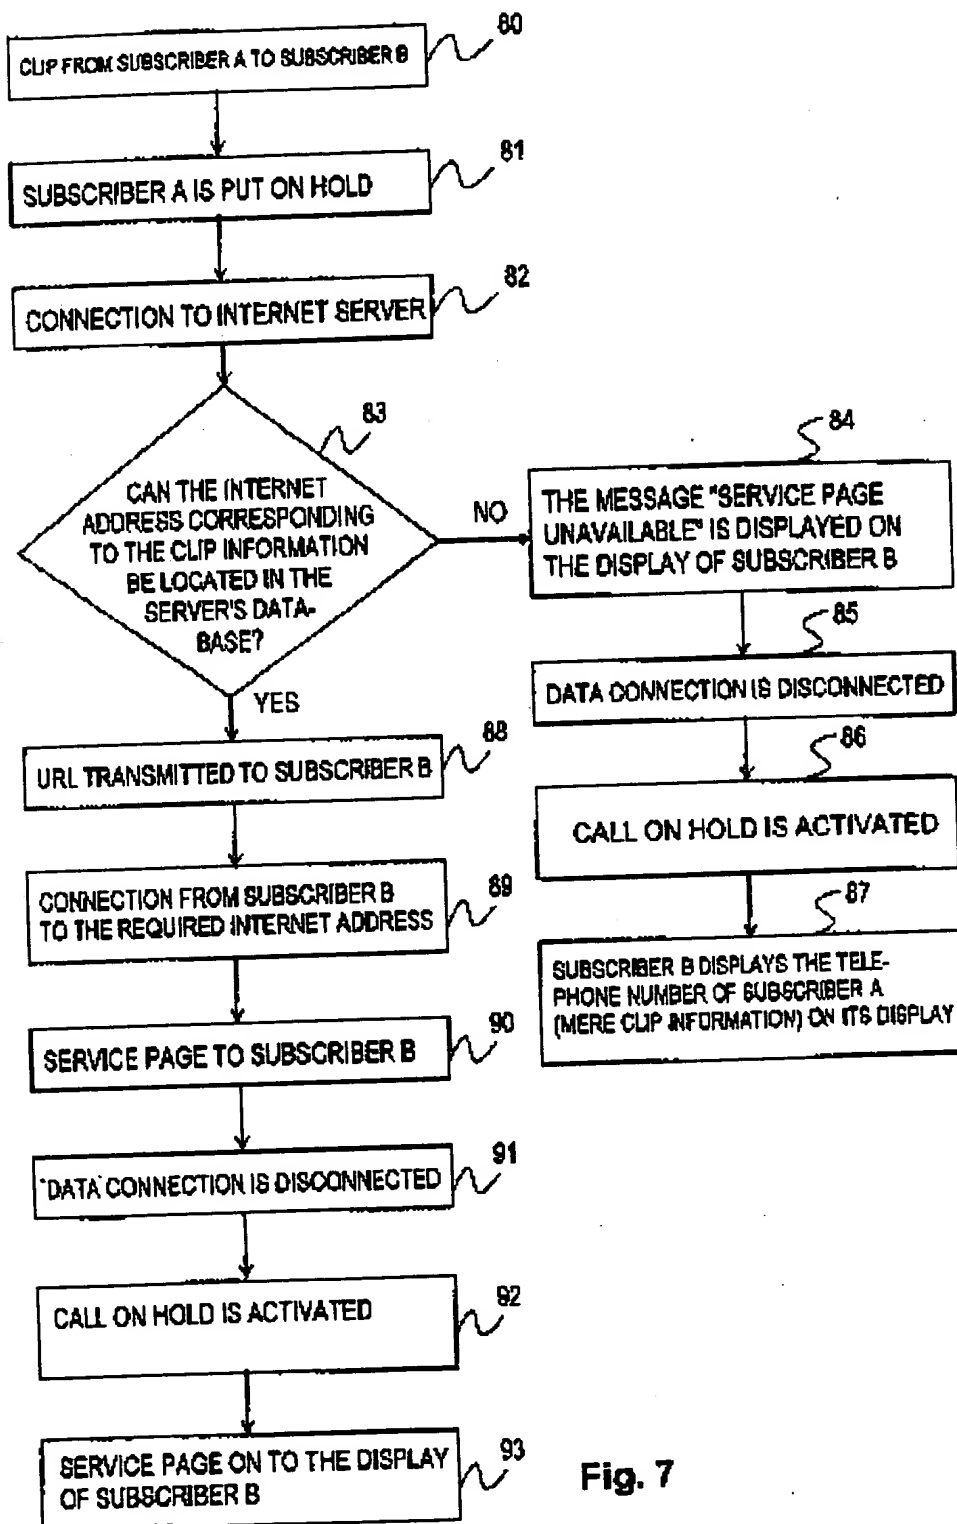 80
CLIP FROM SUBSCRIBER A TO SUBSCRIBER B
81
SUBSCRIBER A IS PUT ON HOLD
82
CONNECTION TO INTERNET SERVER
83
CAN THE INTERNET
ADDRESS CORRESPONDING
TO THE CLIP INFORMATION
BE LOCATED IN THE
SERVER'S DATA-
BASE?
NO
84
THE MESSAGE "SERVICE PAGE
UNAVAILABLE" IS DISPLAYED ON
THE DISPLAY OF SUBSCRIBER B
85
DATA CONNECTION IS DISCONNECTED
86
CALL ON HOLD IS ACTIVATED
87
SUBSCRIBER B DISPLAYS THE TELE-
PHONE NUMBER OF SUBSCRIBER A
(MERE CLIP INFORMATION) ON ITS DISPLAY
YES
88
URL TRANSMITTED TO SUBSCRIBER B
89
CONNECTION FROM SUBSCRIBER B
TO THE REQUIRED INTERNET ADDRESS
90
SERVICE PAGE TO SUBSCRIBER B
91
DATA CONNECTION IS DISCONNECTED
92
CALL ON HOLD IS ACTIVATED
93
SERVICE PAGE ON TO THE DISPLAY
OF SUBSCRIBER B
Fig. 7